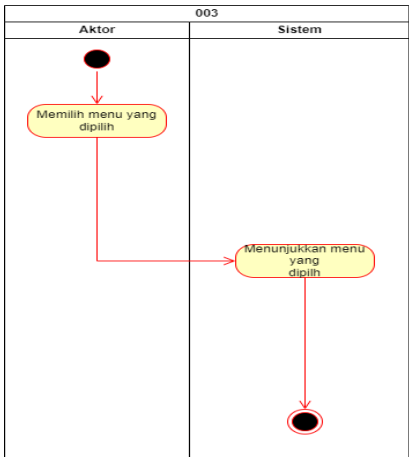 003
Aktor
Sistem
Memilih menu yang
dipilih
Menunjukkan menu
yang
dipilh